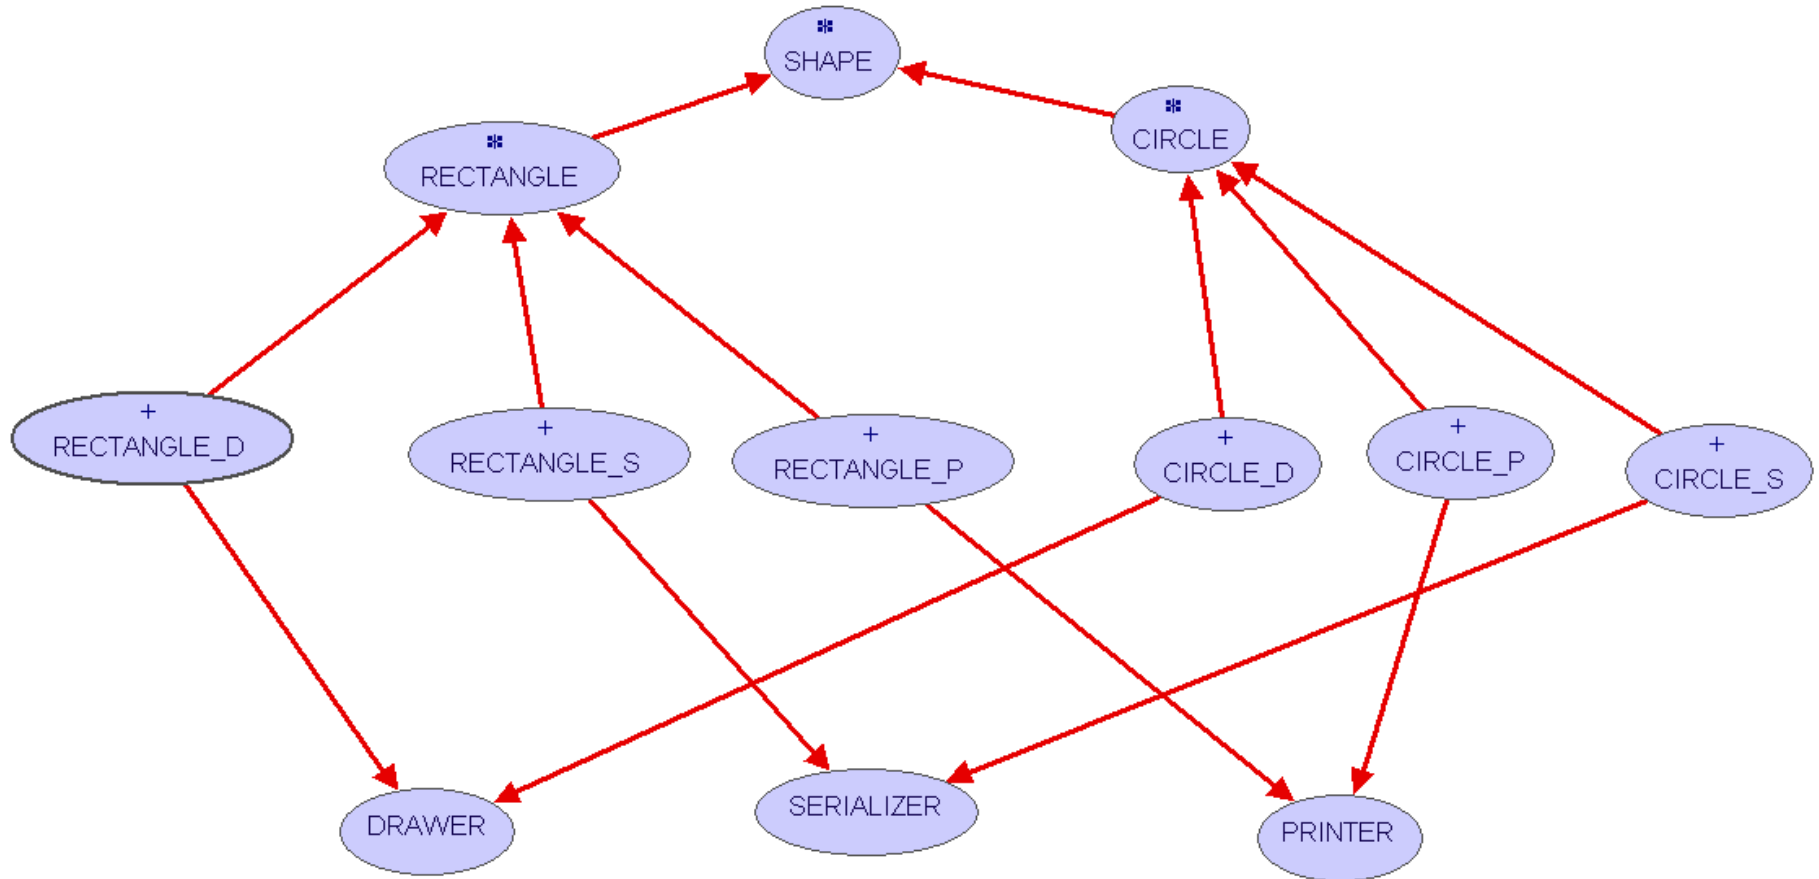 *
SHAPE
*
CIRCLE
*
RECTANGLE
+
RECTANGLE_D
+
RECTANGLE_S
+
RECTANGLE_P
+
CIRCLE_D
+
CIRCLE_P
+
CIRCLE_S
DRAWER
SERIALIZER
PRINTER